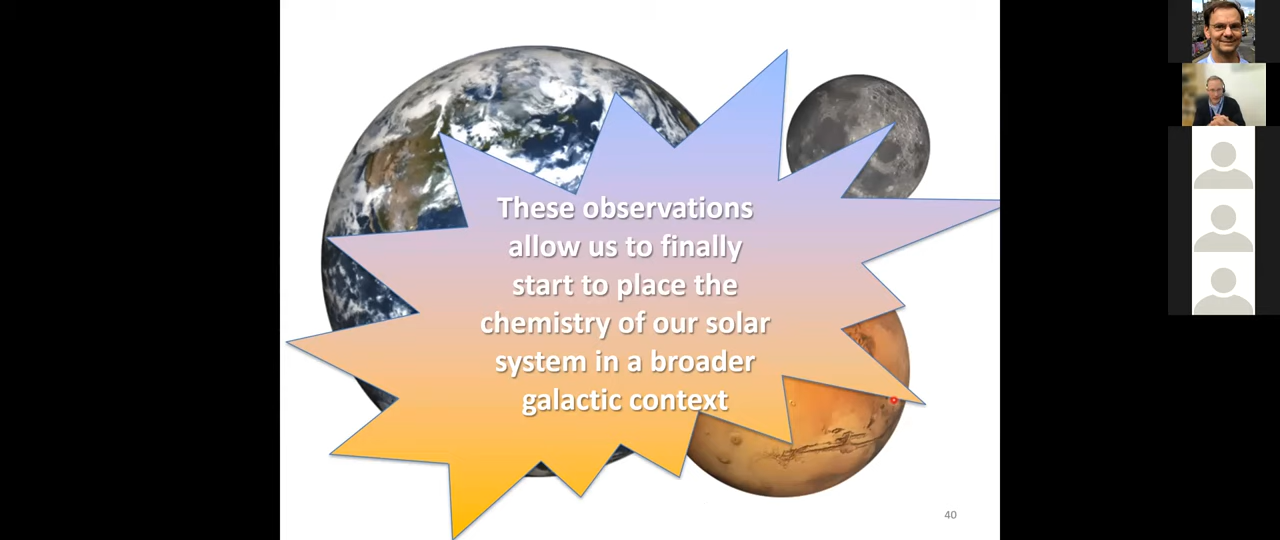 These observations
allow us to finally
start to place the
chemistry of our solar
system in a broader
galactic context
40